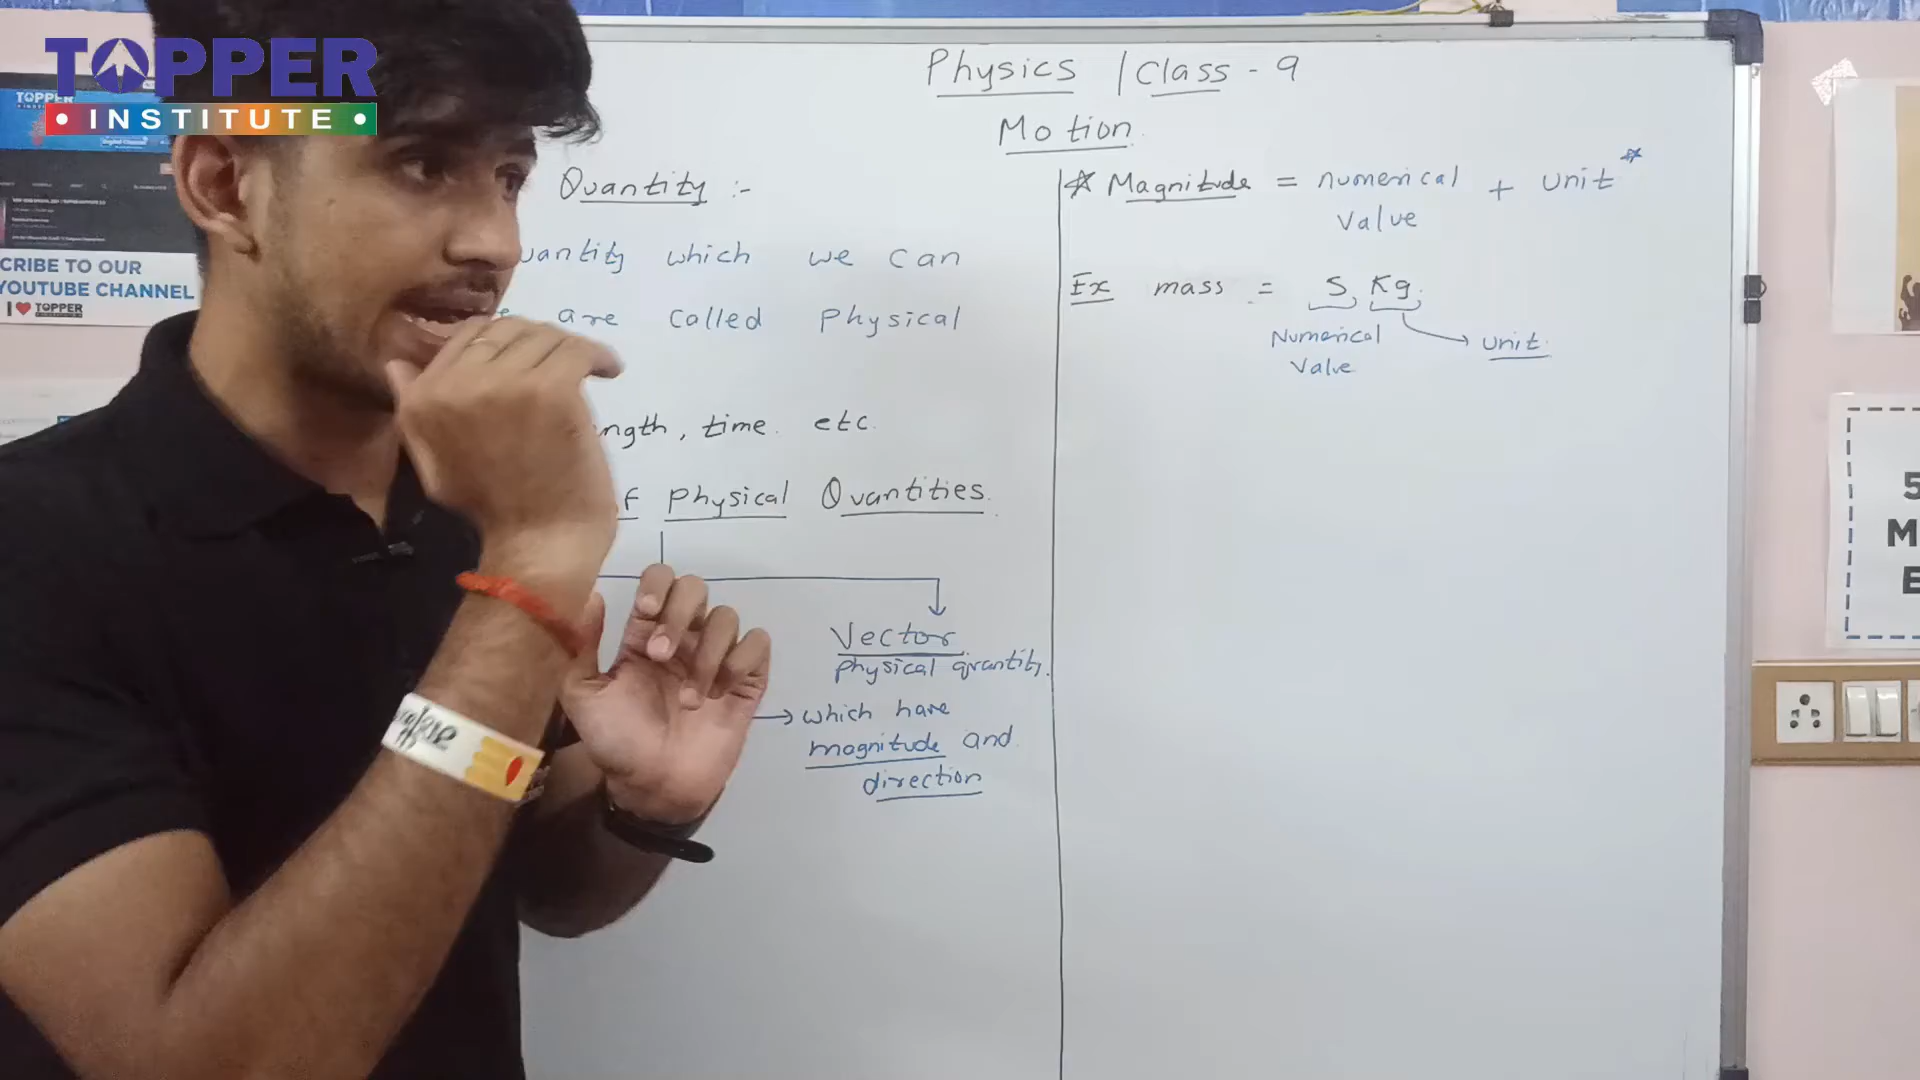 TOPPER
INSTITUTE
TOPPER
CRIBE TO OUR
YOUTUBE CHANNEL
I ♥ TOPPER
Physics | Class - 9
Motion.
Quantity :-
uantity which we can
are called Physical
ngth, time. etc.
of Physical Quantities.
Vector
physical quantity.
→ which have
magnitude and
direction
☆ Magnitude = numerical + unit *
Value
Ex mass = 5 Kg.
Numerical → unit.
Value
5
M
E